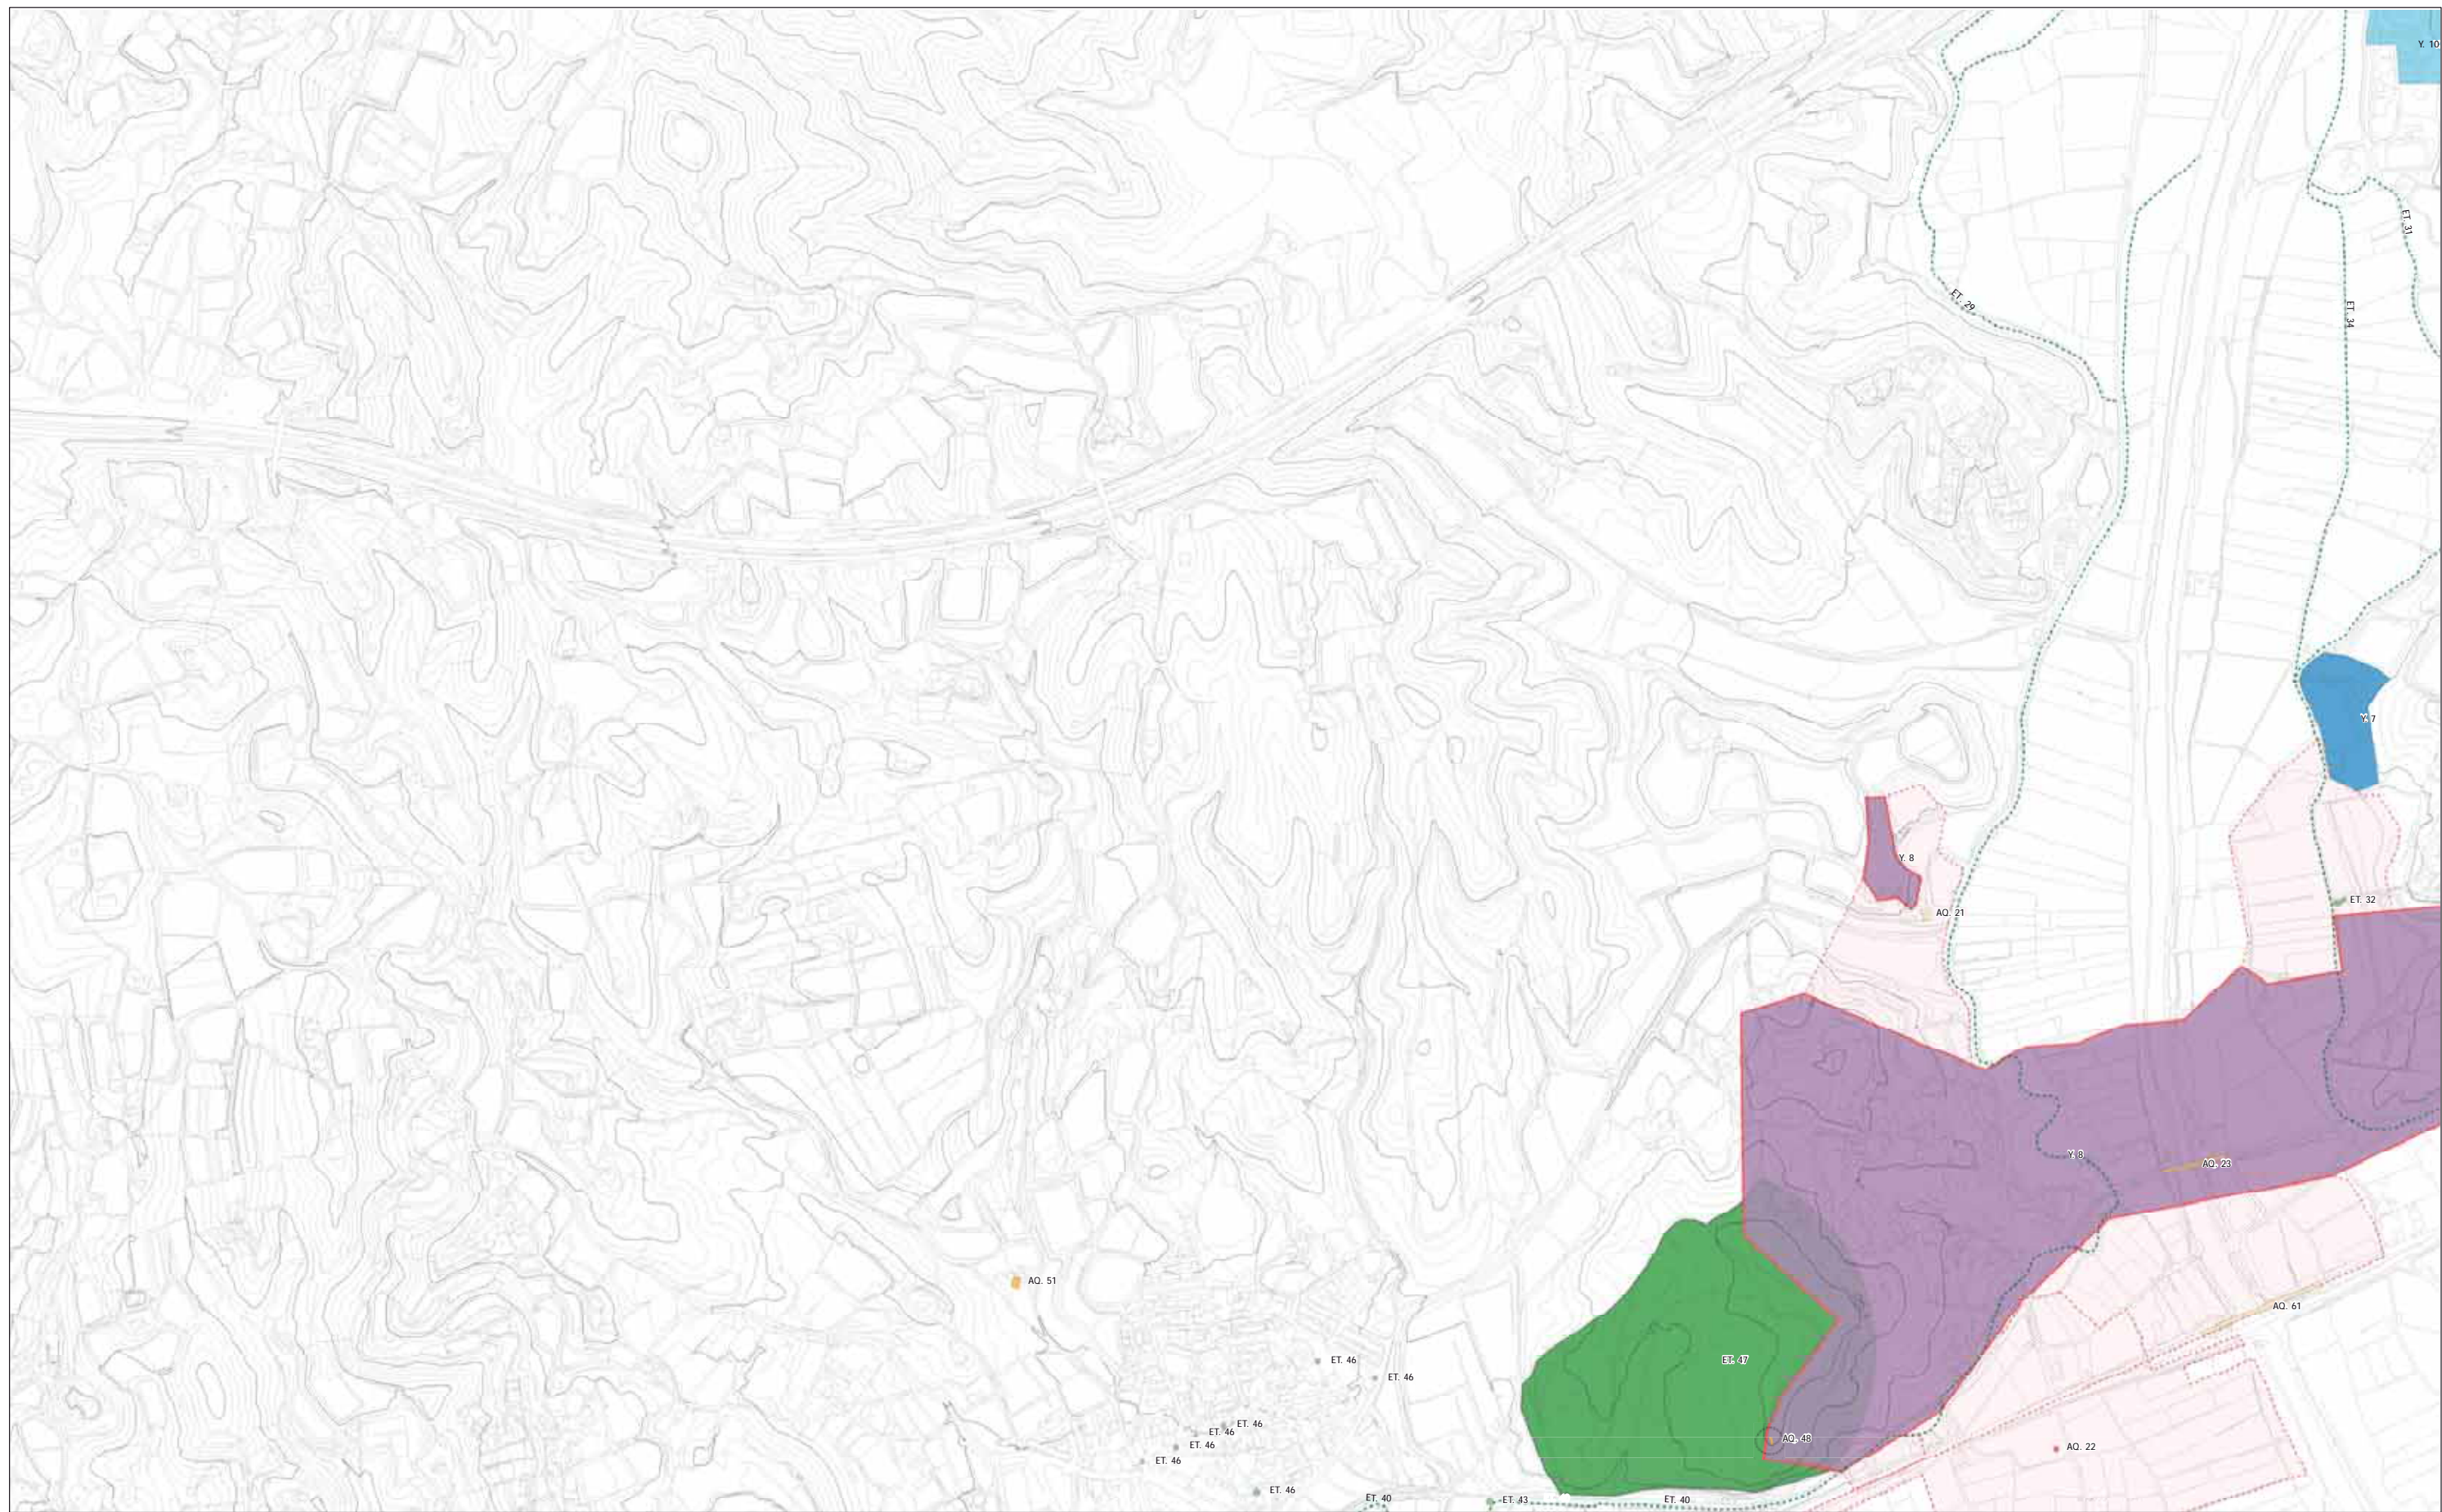 Y. 10
ET. 31
ET. 29
ET. 34
Y. 7
Y. 8
ET. 32
AQ. 21
Y. 8
AQ. 23
AQ. 51
AQ. 61
ET. 46
ET. 47
ET. 46
ET. 46
ET. 46
AQ. 48
ET. 46
AQ. 22
ET. 46
ET. 46
ET. 40
ET. 43
ET. 40